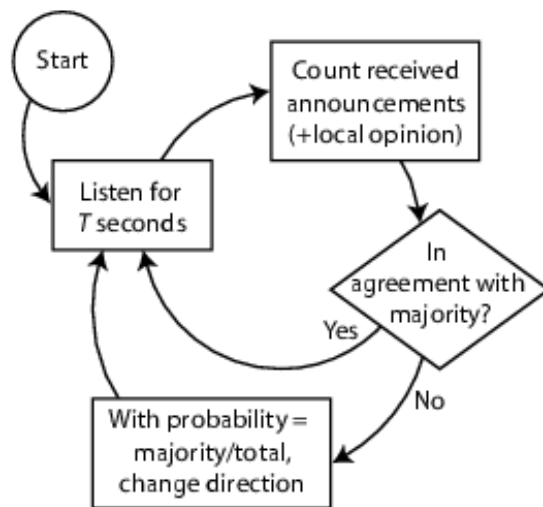 Start
Count received
announcements
(+local opinion)
Listen for
T seconds
In
agreement with
majority?
Yes
No
With probability =
majority/total,
change direction